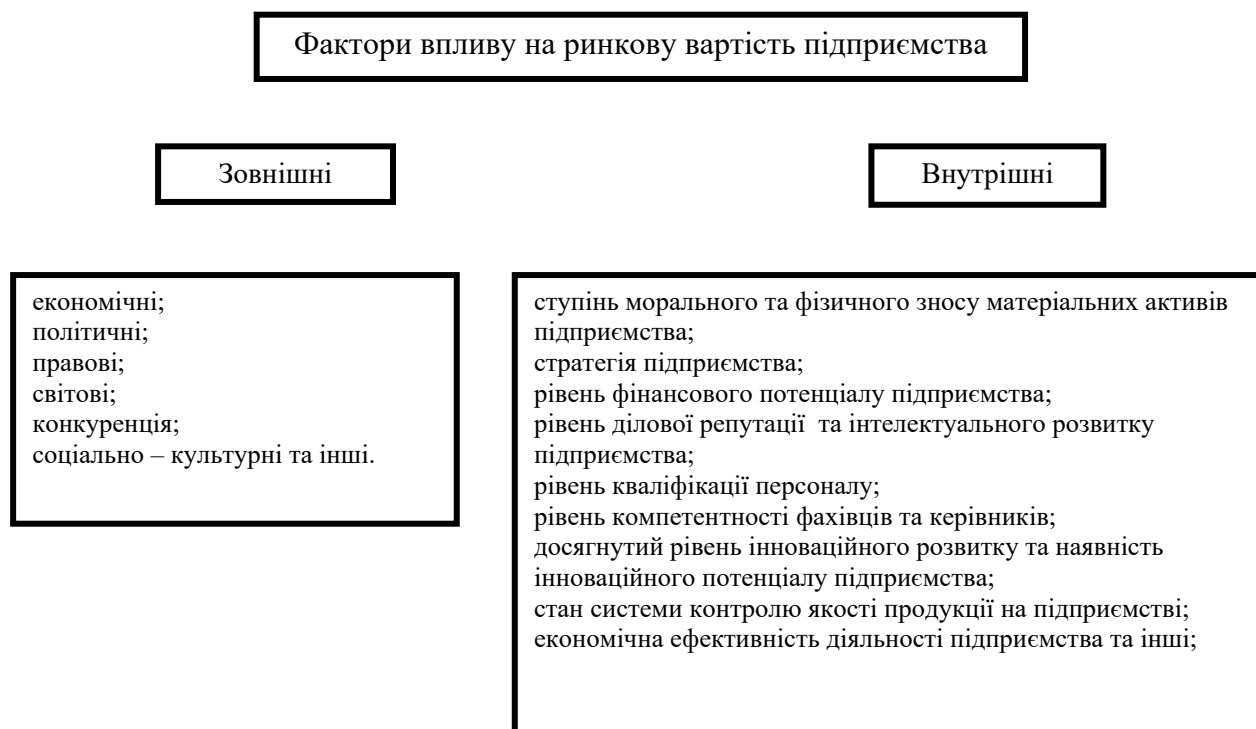 Фактори впливу на ринкову вартість підприємства
Зовнішні
Внутрішні
економічні;
політичні;
правові;
світові;
конкуренція;
соціально – культурні та інші.
ступінь морального та фізичного зносу матеріальних активів
підприємства;
стратегія підприємства;
рівень фінансового потенціалу підприємства;
рівень ділової репутації  та інтелектуального розвитку
підприємства;
рівень кваліфікації персоналу;
рівень компетентності фахівців та керівників;
досягнутий рівень інноваційного розвитку та наявність
інноваційного потенціалу підприємства;
стан системи контролю якості продукції на підприємстві;
економічна ефективність діяльності підприємства та інші;